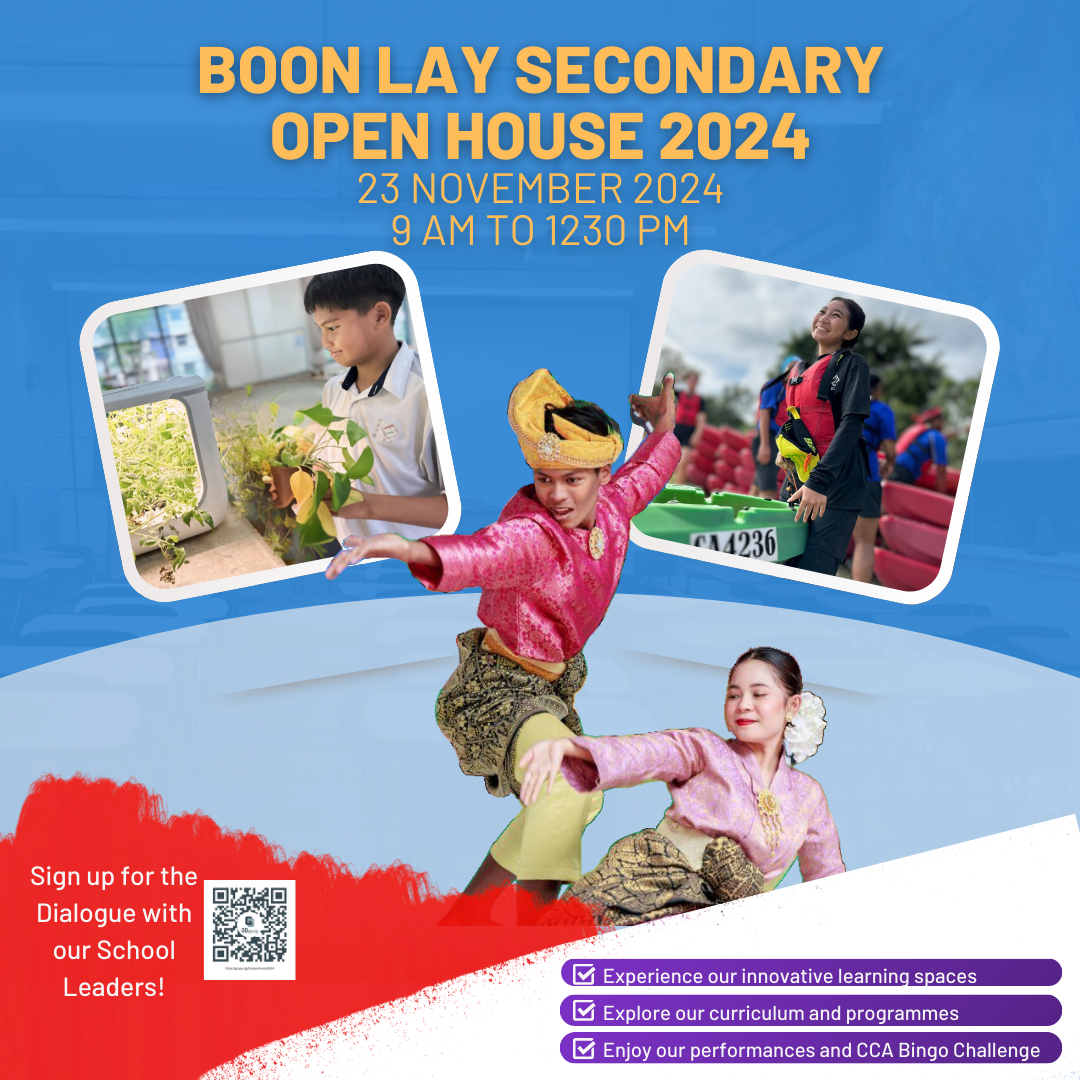 BOON LAY SECONDARY
OPEN HOUSE 2024
23 NOVEMBER 2024
9 AM TO 1230 PM
CA4236
Sign up for the
Dialogue with
our School
Leaders!
Experience our innovative learning spaces
Explore our curriculum and programmes
Enjoy our performances and CCA Bingo Challenge